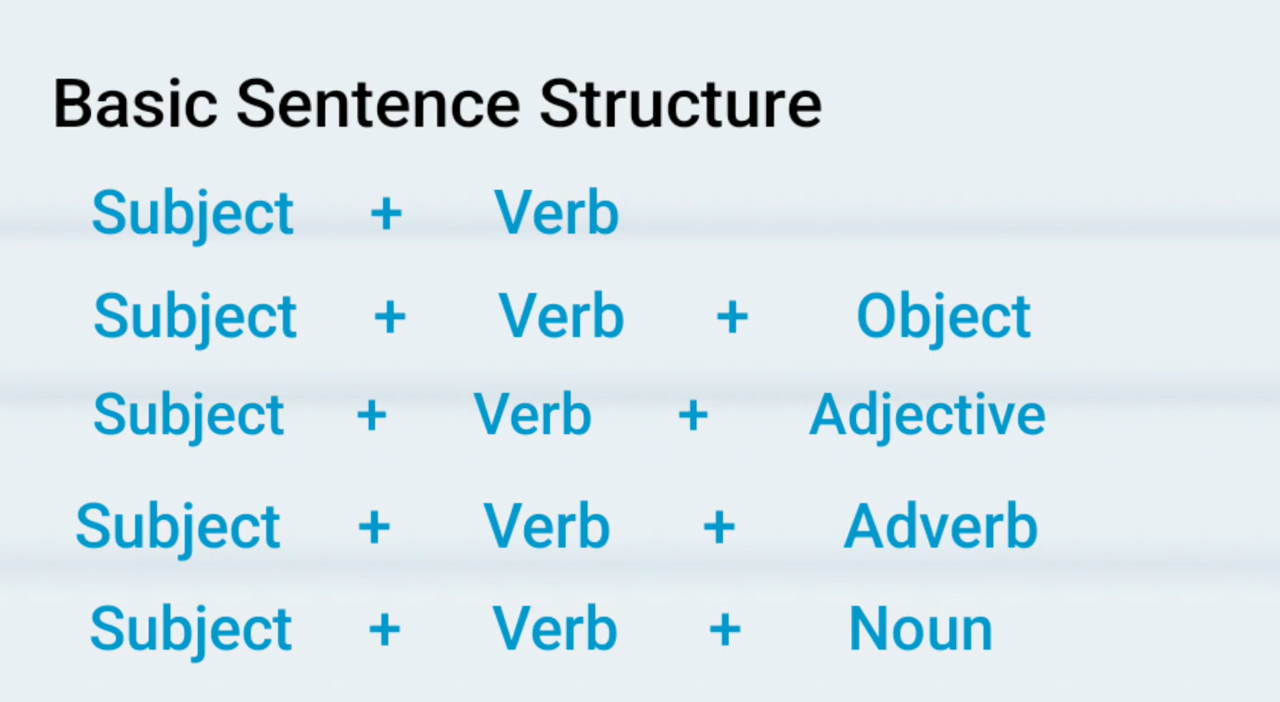 Basic Sentence Structure
Subject + Verb
Subject + Verb + Object
Subject + Verb + Adjective
Subject + Verb + Adverb
Subject + Verb + Noun